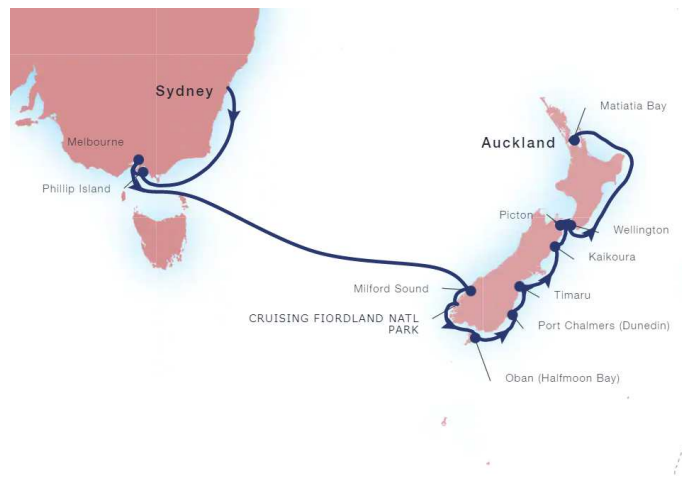 Sydney
Matiatia Bay
Melbourne
Auckland
Phillip Island
Picton
Wellington
Kaikoura
Milford Sound
Timaru
CRUISING FIORDLAND NATL
PARK
Port Chalmers (Dunedin)
Oban (Halfmoon Bay)